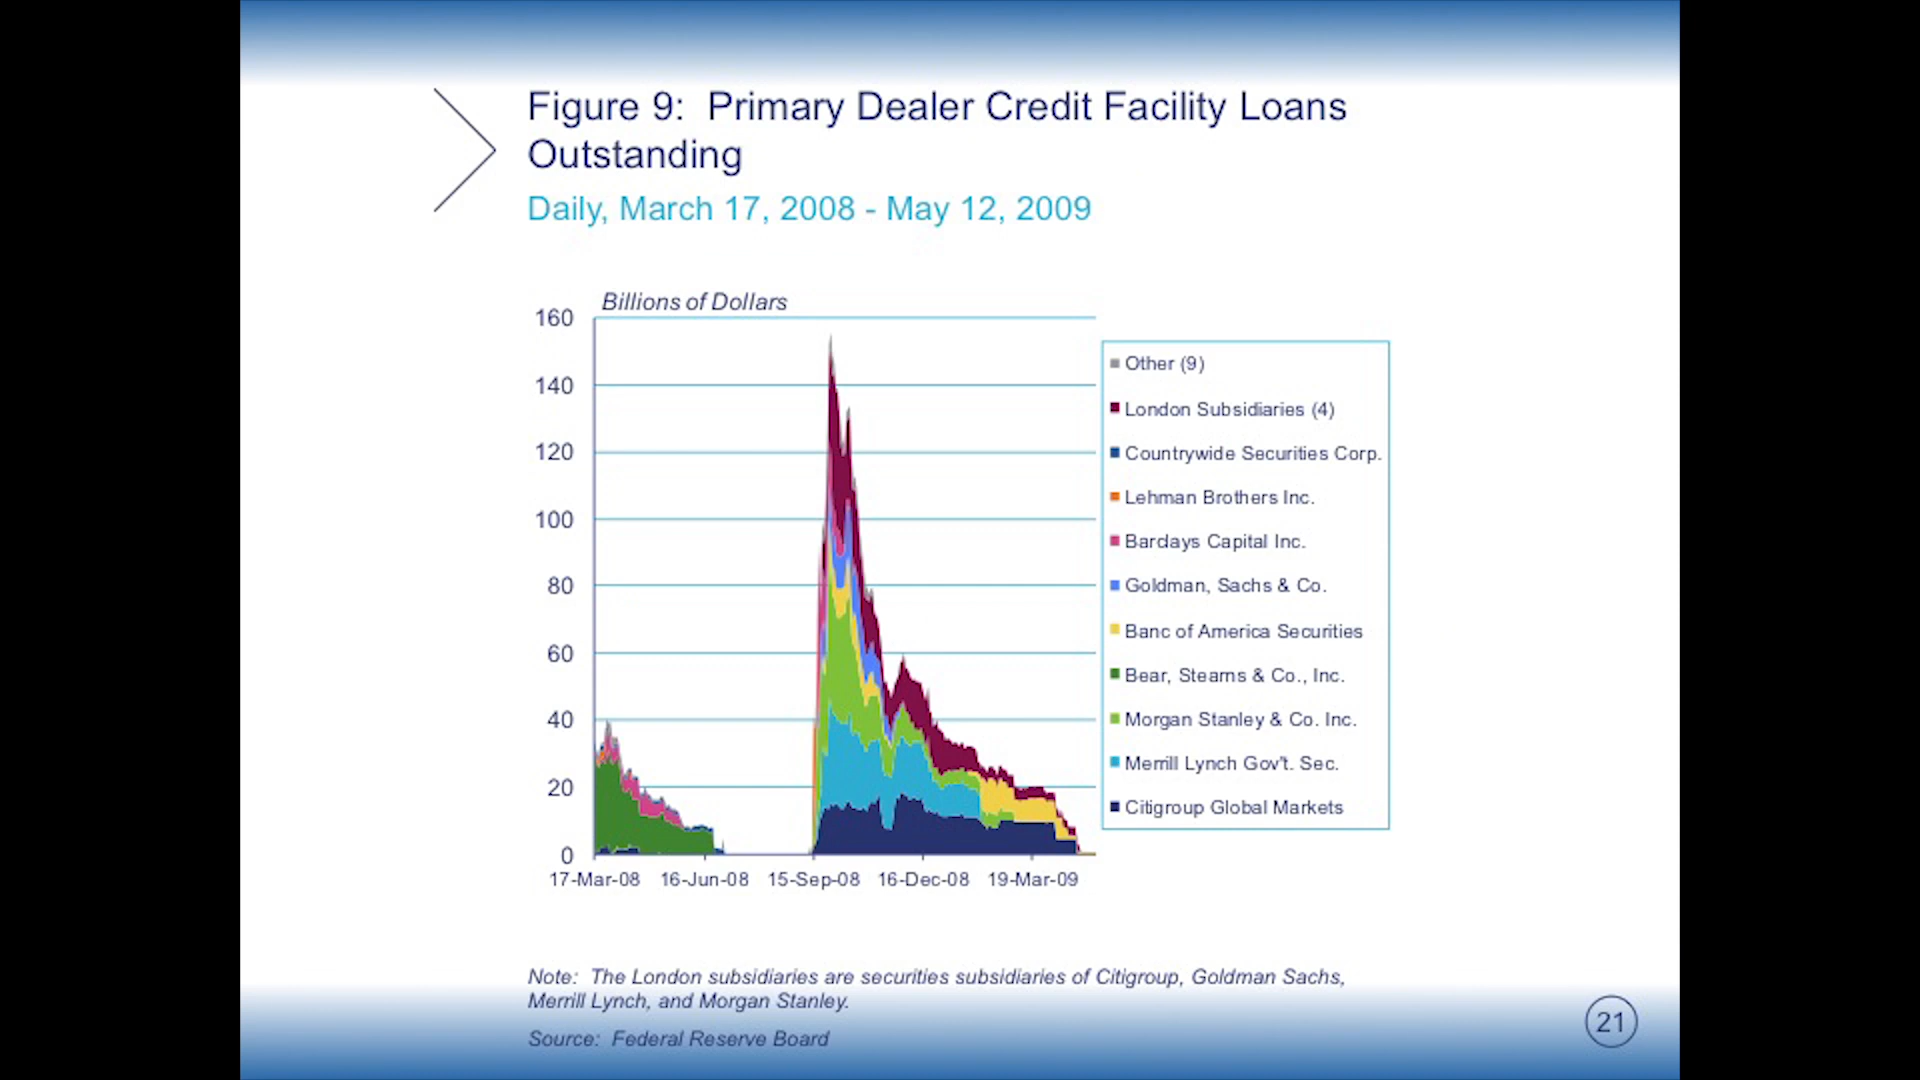 Figure 9: Primary Dealer Credit Facility Loans
Outstanding
Daily, March 17, 2008 - May 12, 2009
Billions of Dollars
160
140
120
100
80
60
40
20
0
17-Mar-08 16-Jun-08 15-Sep-08 16-Dec-08 19-Mar-09
Other (9)
London Subsidiaries (4)
Countrywide Securities Corp.
Lehman Brothers Inc.
Barclays Capital Inc.
Goldman, Sachs & Co.
Banc of America Securities
Bear, Stearns & Co., Inc.
Morgan Stanley & Co. Inc.
Merrill Lynch Gov't. Sec.
Citigroup Global Markets
Note: The London subsidiaries are securities subsidiaries of Citigroup, Goldman Sachs,
Merrill Lynch, and Morgan Stanley.
Source: Federal Reserve Board
21